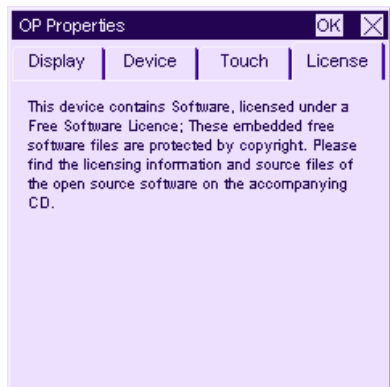 OP Properties OK
Display Device Touch License
This device contains Software, licensed under a
Free Software Licence; These embedded free
software files are protected by copyright. Please
find the licensing information and source files of
the open source software on the accompanying
CD.